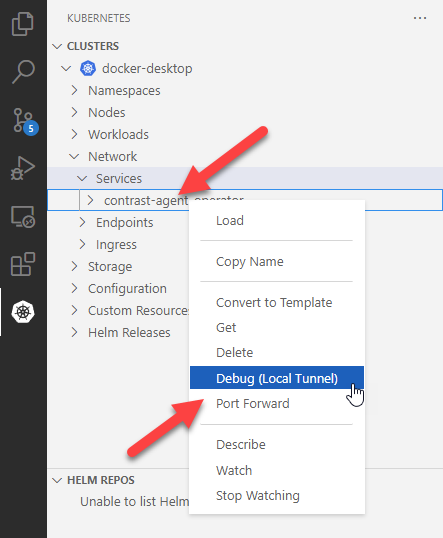 KUBERNETES
CLUSTERS
docker-desktop
Namespaces
Nodes
Workloads
5
Network
Services
contrast-agent-operator
Load
Endpoints
Ingress
Copy Name
Storage
Configuration
Convert to Template
Custom Resources
Get
Helm Releases
Delete
Debug (Local Tunnel)
Port Forward
Describe
Watch
HELM REPOS
Unable to list Helm
Stop Watching